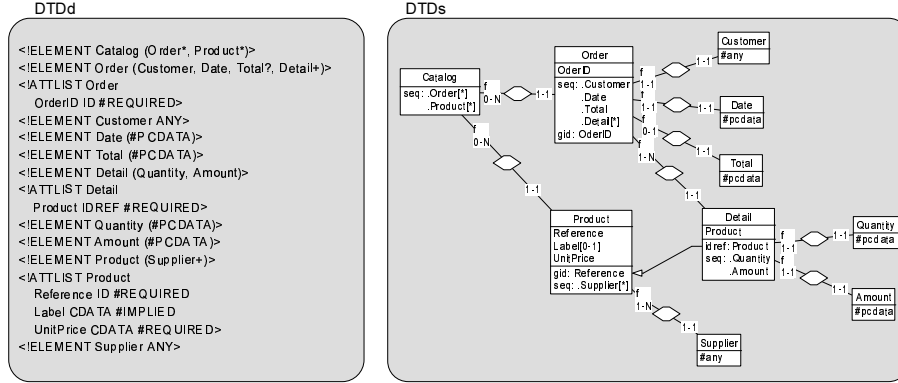 DTDd
<!ELEMENT Catalog (Order*, Product*)>
<!ELEMENT Order (Customer, Date, Total?, Detail+)>
<!ATTLIST Order
OrderID ID #REQUIRED>
<!ELEMENT Customer ANY>
<!ELEMENT Date (#PCDATA)>
<!ELEMENT Total (#PCDATA)>
<!ELEMENT Detail (Quantity, Amount)>
<!ATTLIST Detail
Product IDREF #REQUIRED>
<!ELEMENT Quantity (#PCDATA)>
<!ELEMENT Amount (#PCDATA)>
<!ELEMENT Product (Supplier+)>
<!ATTLIST Product
Reference ID #REQUIRED
Label CDATA #IMPLIED
UnitPrice CDATA #REQUIRED>
<!ELEMENT Supplier ANY>
DTDs
Catalog
seq: .Order[*]
.Product[*]
f
0-N
1-1
f
0-N
1-1
Order
OderID
seq: .Customer
.Date
.Total
.Detail[*]
gid: OderID
f
1-1
1-1
Customer
#any
f
1-1
1-1
Date
#pcdata
f
0-1
1-1
Total
#pcdata
f
1-N
1-1
Product
Reference
Label[0-1]
UnitPrice
gid: Reference
seq: .Supplier[*]
f
1-N
1-1
Supplier
#any
Detail
Product
idref: Product
seq: .Quantity
.Amount
f
1-1
1-1
Quantity
#pcdata
f
1-1
1-1
Amount
#pcdata